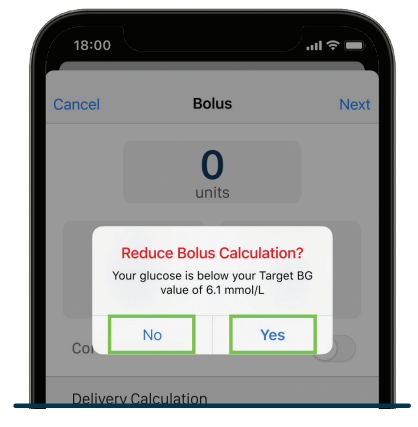 18:00
Cancel Bolus Next
0
units
Reduce Bolus Calculation?
Your glucose is below your Target BG
value of 6.1 mmol/L
No Yes
Delivery Calculation